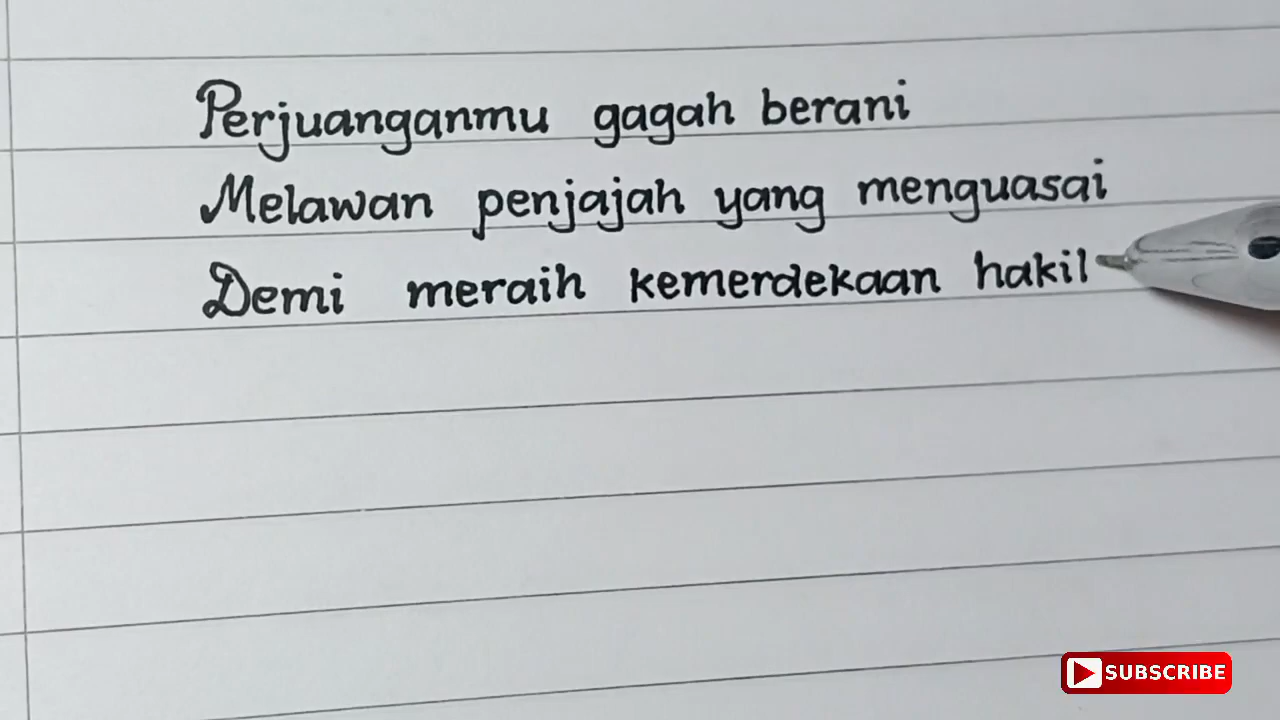 Perjuanganmu gagah berani
Melawan penjajah yang menguasai
Demi meraih kemerdekaan hakil
SUBSCRIBE